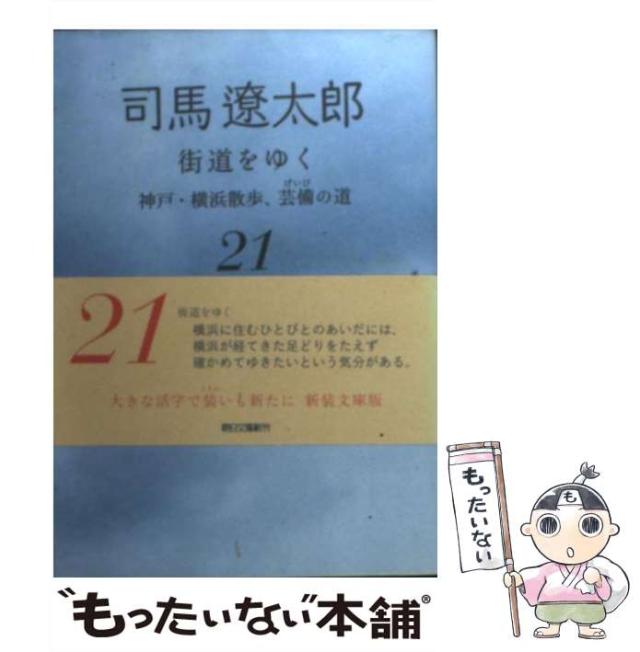 司馬 遼太郎
街道をゆく
げいび
神戸・横浜散歩、芸備の道
21
21
街道をゆく
横浜に住むひとびとのあいだには、
横浜が経てきた足どりをたえず
確かめてゆきたいという気分がある。
大きな活字で装いも新たに 新装文庫版
朝日文庫新刊
もったいない
も
“もったいない”本舗®